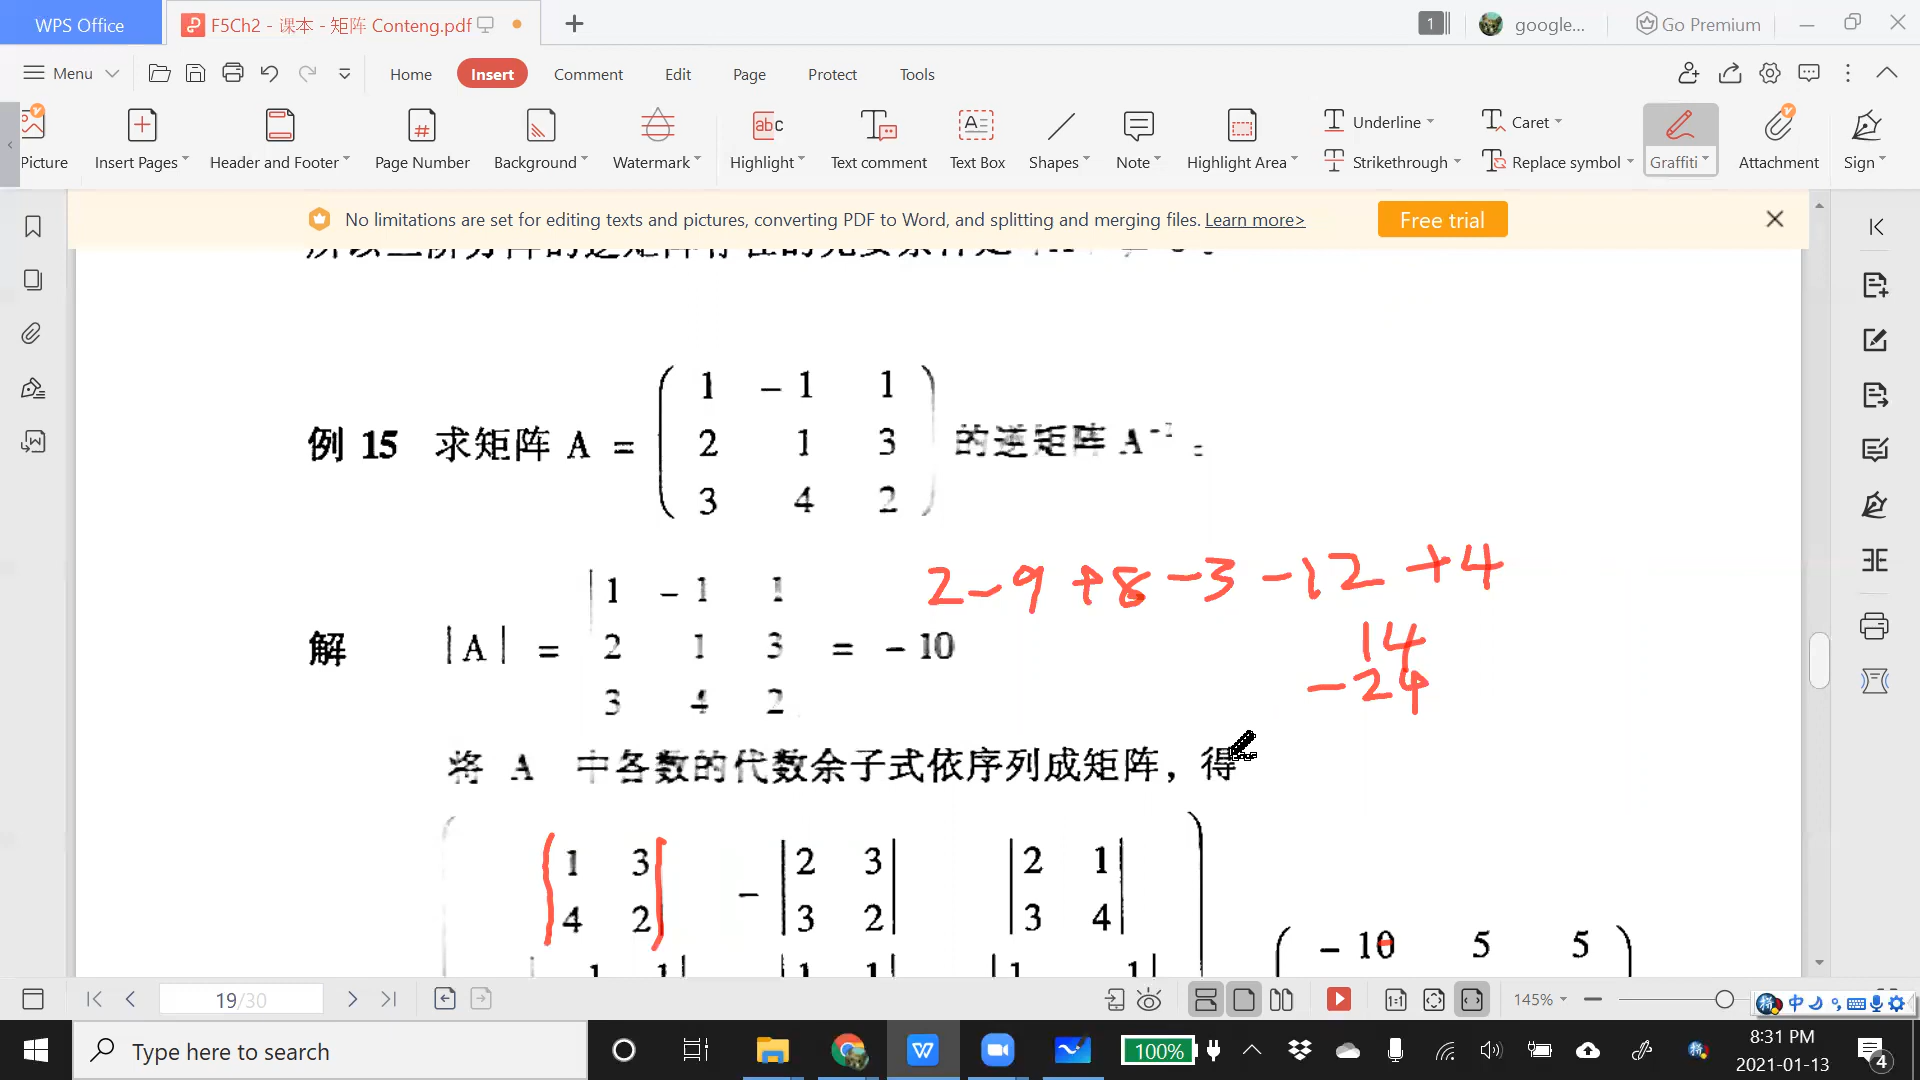 WPS Office
F5Ch2 - 课本 - 矩阵 Conteng.pdf
1
google...
Go Premium
Menu
Home
Insert
Comment
Edit
Page
Protect
Tools
Picture
Insert Pages
Header and Footer
Page Number
Background
Watermark
Highlight
Text comment
Text Box
Shapes
Note
Highlight Area
Underline
Strikethrough
Caret
Replace symbol
Graffiti
Attachment
Sign
No limitations are set for editing texts and pictures, converting PDF to Word, and splitting and merging files. Learn more>
Free trial
例 15 求矩阵 A = ( 1 - 1 1
2 1 3
3 4 2 ) 的逆矩阵 A⁻¹ :
2 - 9 + 8 - 3 - 12 + 4
14
- 24
解 |A| = | 1 - 1 1
2 1 3
3 4 2 | = - 10
将 A 中各数的代数余子式依序列成矩阵，得
| 1 3 | - | 2 3 | | 2 1 |
| 4 2 | | 3 2 | | 3 4 |
( - 10 5 5 )
19/30
1:1
145%
中
Type here to search
100%
8:31 PM
2021-01-13
4